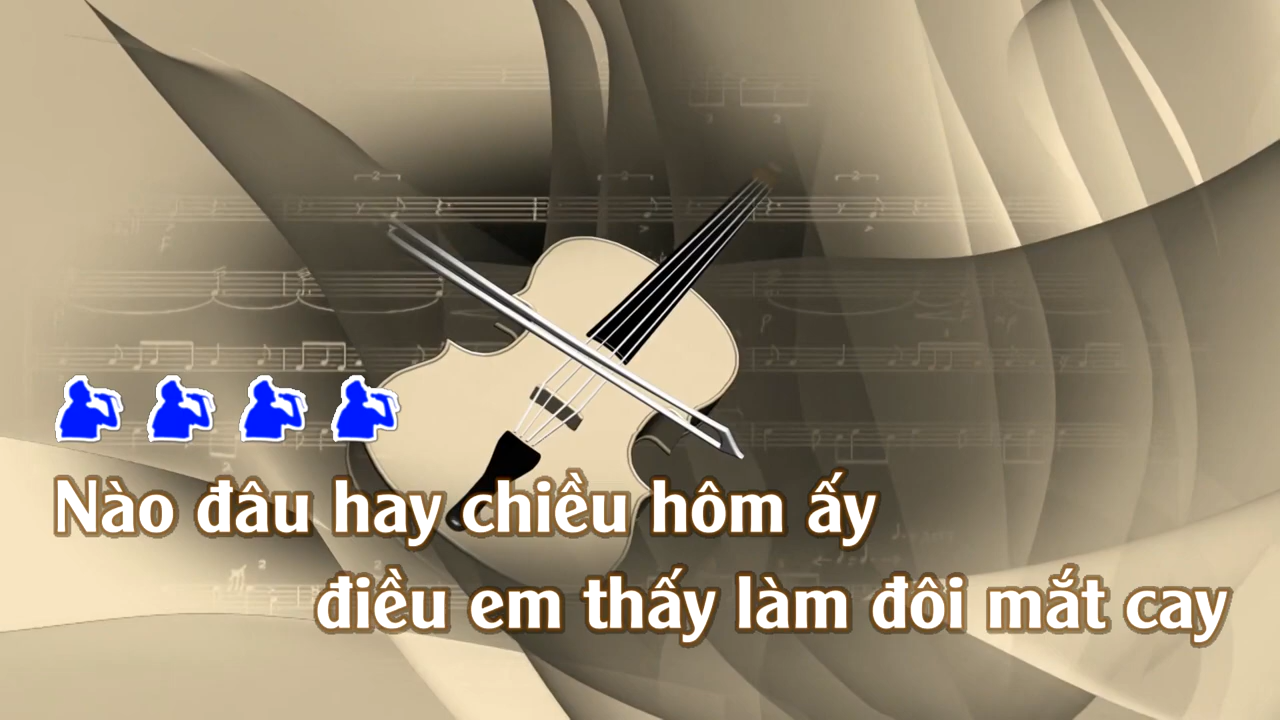 Nào đâu hay chiều hôm ấy
điều em thấy làm đôi mắt cay